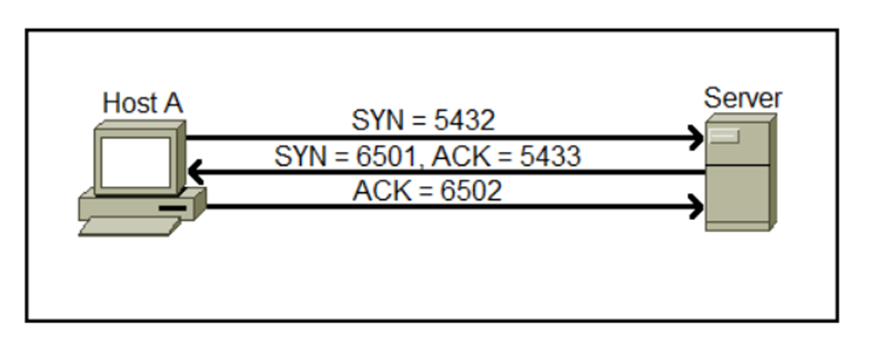 Host A
Server
SYN = 5432
SYN = 6501, ACK = 5433
ACK = 6502